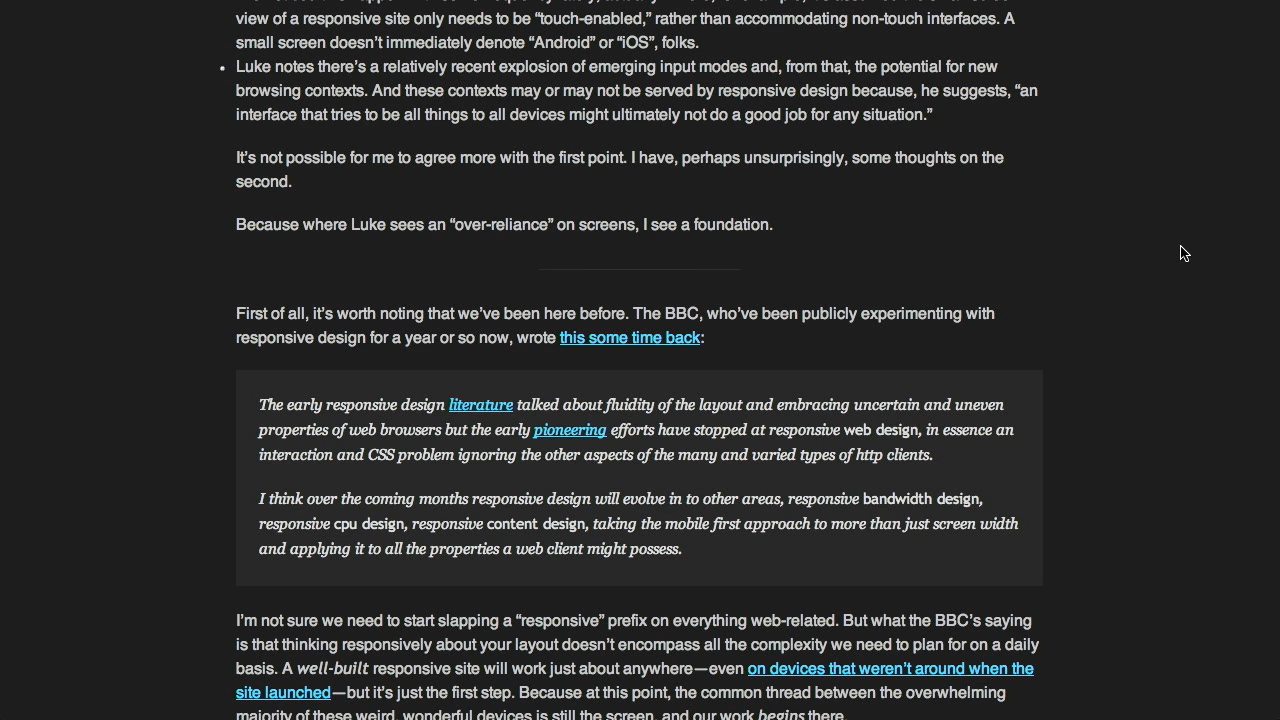 view of a responsive site only needs to be “touch-enabled,” rather than accommodating non-touch interfaces. A
small screen doesn’t immediately denote “Android” or “iOS”, folks.
Luke notes there’s a relatively recent explosion of emerging input modes and, from that, the potential for new
browsing contexts. And these contexts may or may not be served by responsive design because, he suggests, “an
interface that tries to be all things to all devices might ultimately not do a good job for any situation.”
It’s not possible for me to agree more with the first point. I have, perhaps unsurprisingly, some thoughts on the
second.
Because where Luke sees an “over-reliance” on screens, I see a foundation.
First of all, it’s worth noting that we’ve been here before. The BBC, who’ve been publicly experimenting with
responsive design for a year or so now, wrote this some time back:
The early responsive design literature talked about fluidity of the layout and embracing uncertain and uneven
properties of web browsers but the early pioneering efforts have stopped at responsive web design, in essence an
interaction and CSS problem ignoring the other aspects of the many and varied types of http clients.
I think over the coming months responsive design will evolve in to other areas, responsive bandwidth design,
responsive cpu design, responsive content design, taking the mobile first approach to more than just screen width
and applying it to all the properties a web client might possess.
I’m not sure we need to start slapping a “responsive” prefix on everything web-related. But what the BBC’s saying
is that thinking responsively about your layout doesn’t encompass all the complexity we need to plan for on a daily
basis. A well-built responsive site will work just about anywhere—even on devices that weren’t around when the
site launched—but it’s just the first step. Because at this point, the common thread between the overwhelming
majority of these weird, wonderful devices is still the screen, and our work begins there.